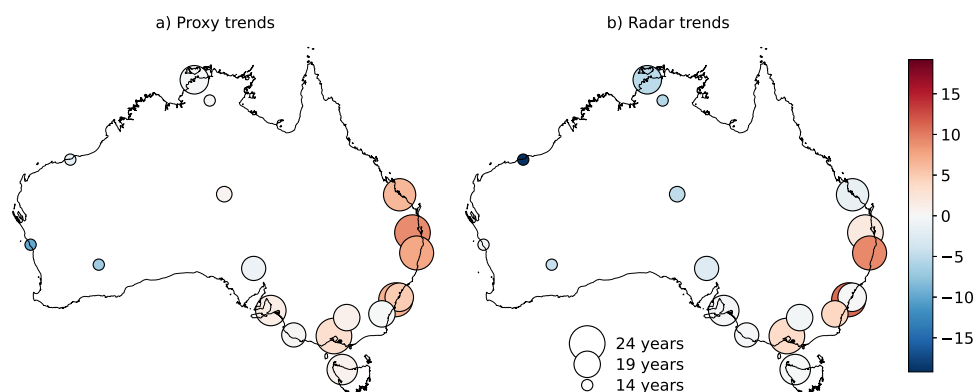 a) Proxy trends
b) Radar trends
15
10
5
0
−5
−10
−15
24 years
19 years
14 years